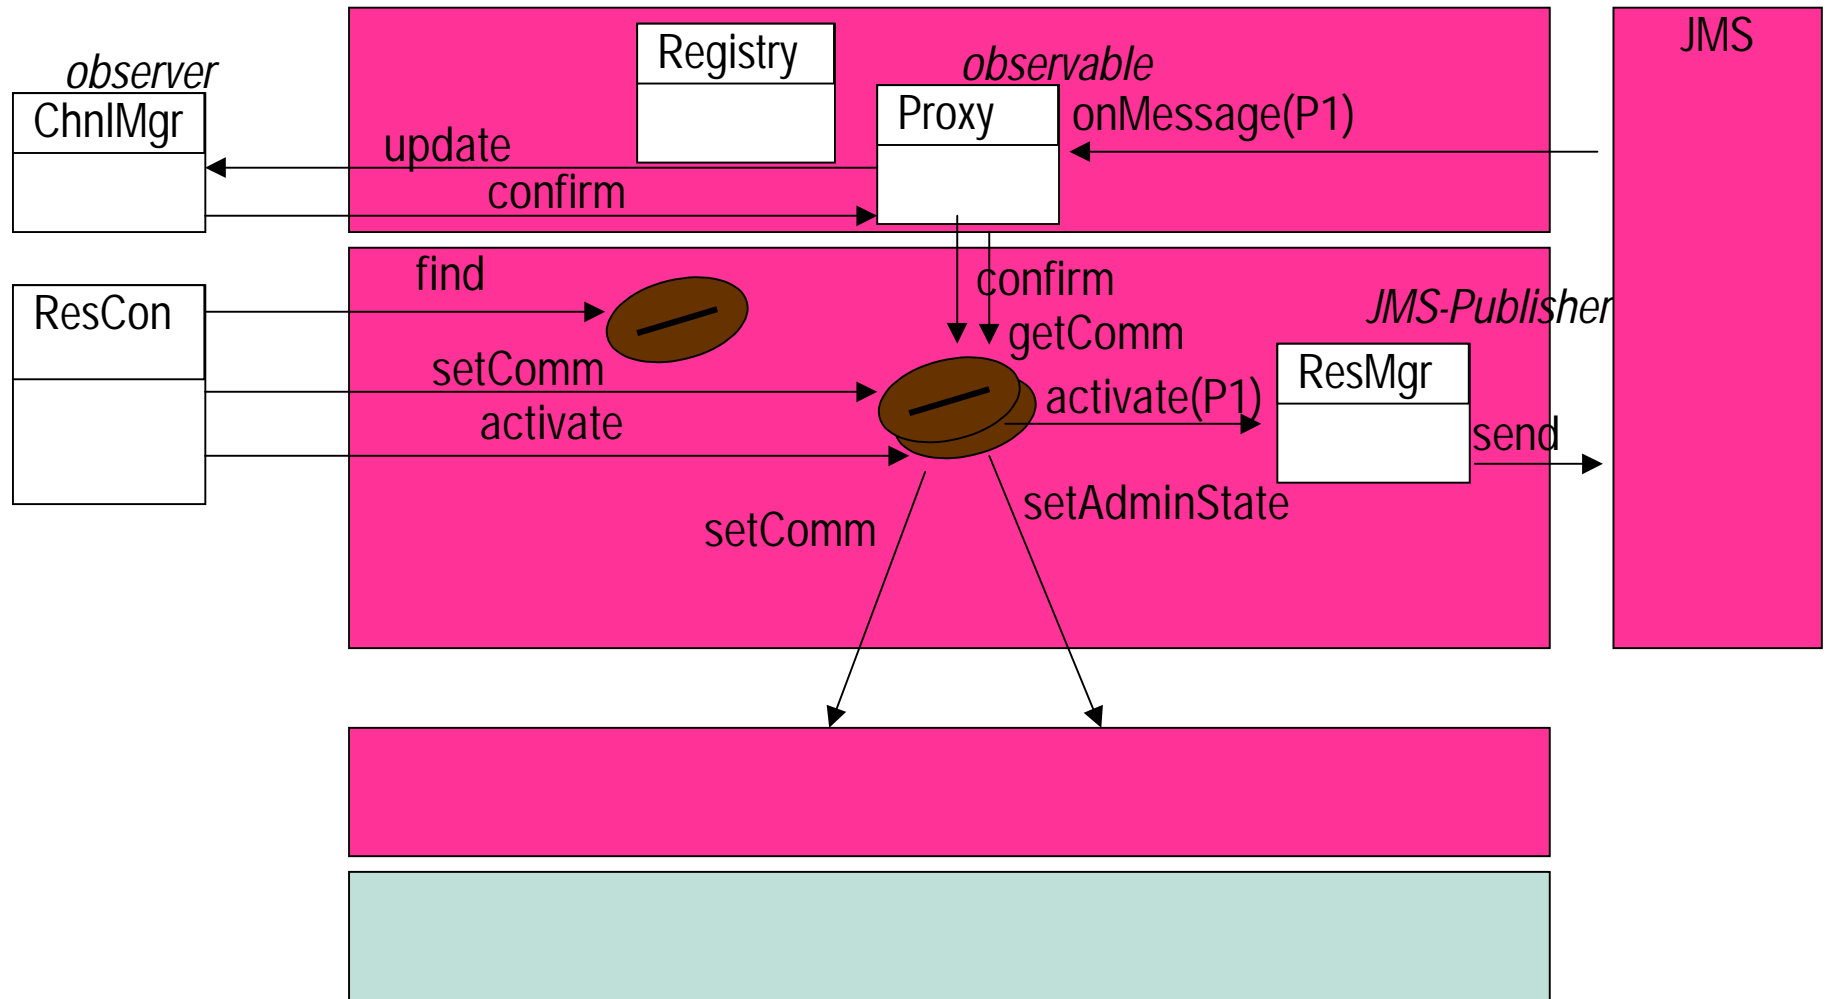 JMS
Registry
observer
observable
ChnlMgr
Proxy
onMessage(P1)
update
confirm
find
confirm
ResCon
JMS-Publisher
getComm
setComm
ResMgr
activate(P1)
activate
send
setAdminState
setComm